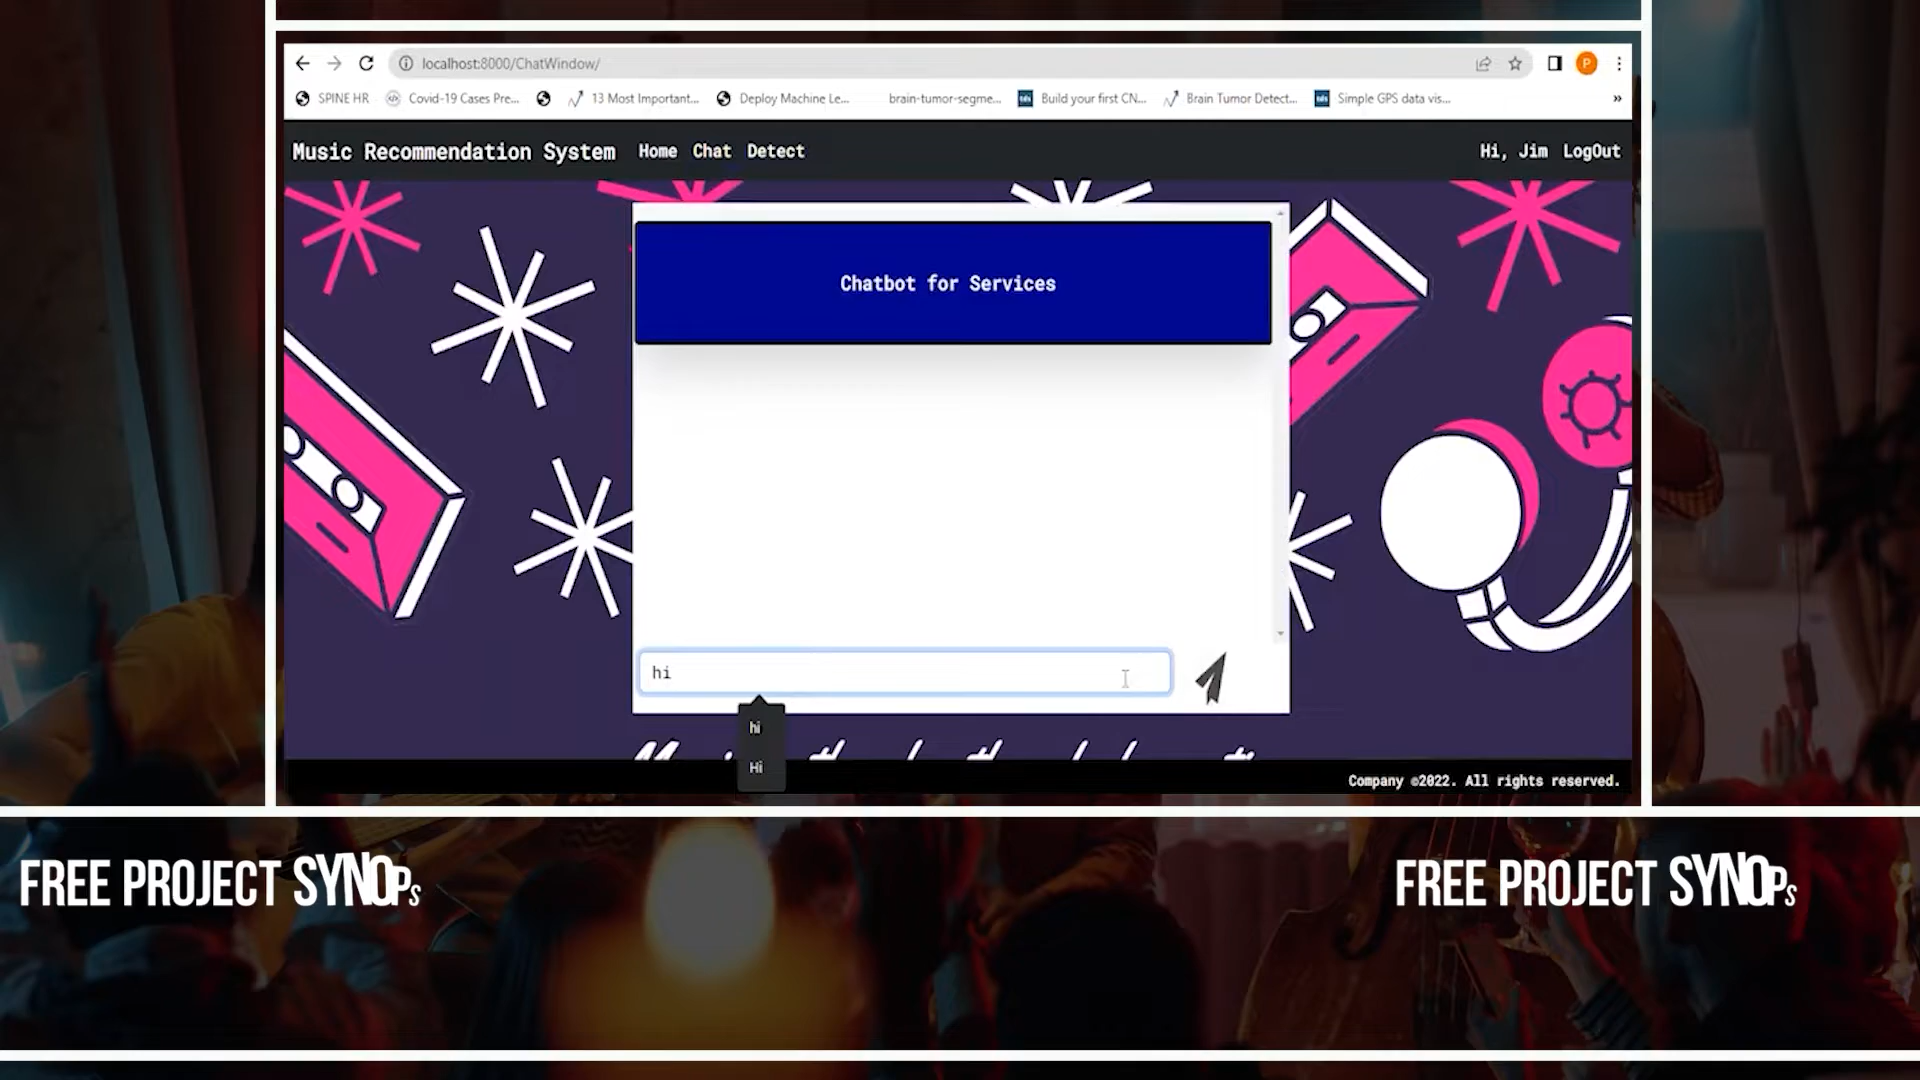 localhost:8000/ChatWindow/
SPINE HR Covid-19 Cases Pre... 13 Most Important... Deploy Machine Le... brain-tumor-segme... Build your first CN... Brain Tumor Detect... Simple GPS data vis... »
P
Music Recommendation System Home Chat Detect Hi, Jim LogOut
Chatbot for Services
hi
hi
Hi
Company ©2022. All rights reserved.
FREE PROJECT SYNOPS FREE PROJECT SYNOPS